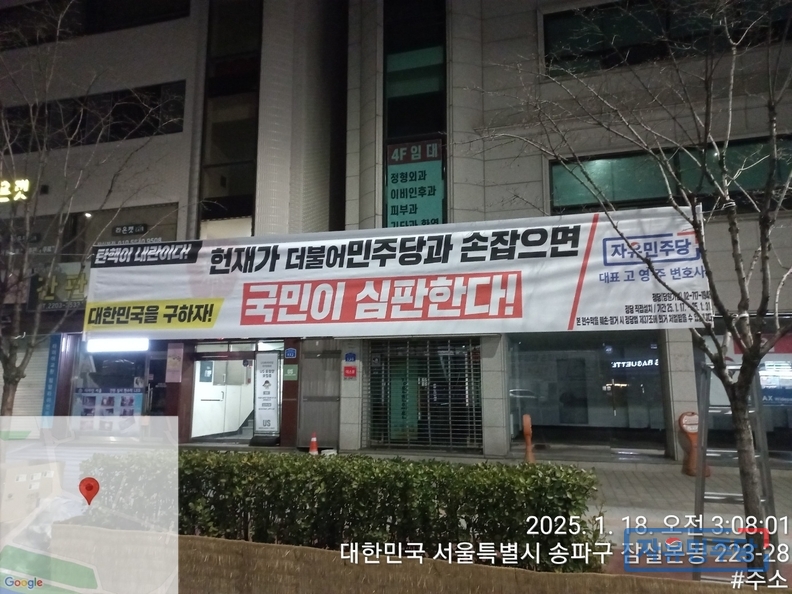 4F 임대
정형외과
이비인후과
피부과
탄핵이 내란이다!
헌재가 더불어민주당과 손잡으면
대한민국을 구하자!
국민이 심판한다!
자유민주당
대표 고영주 변호사
US
2025. 1. 18. 오전 3:08:01
대한민국 서울특별시 송파구 잠실본동 223-28
#주소
Google